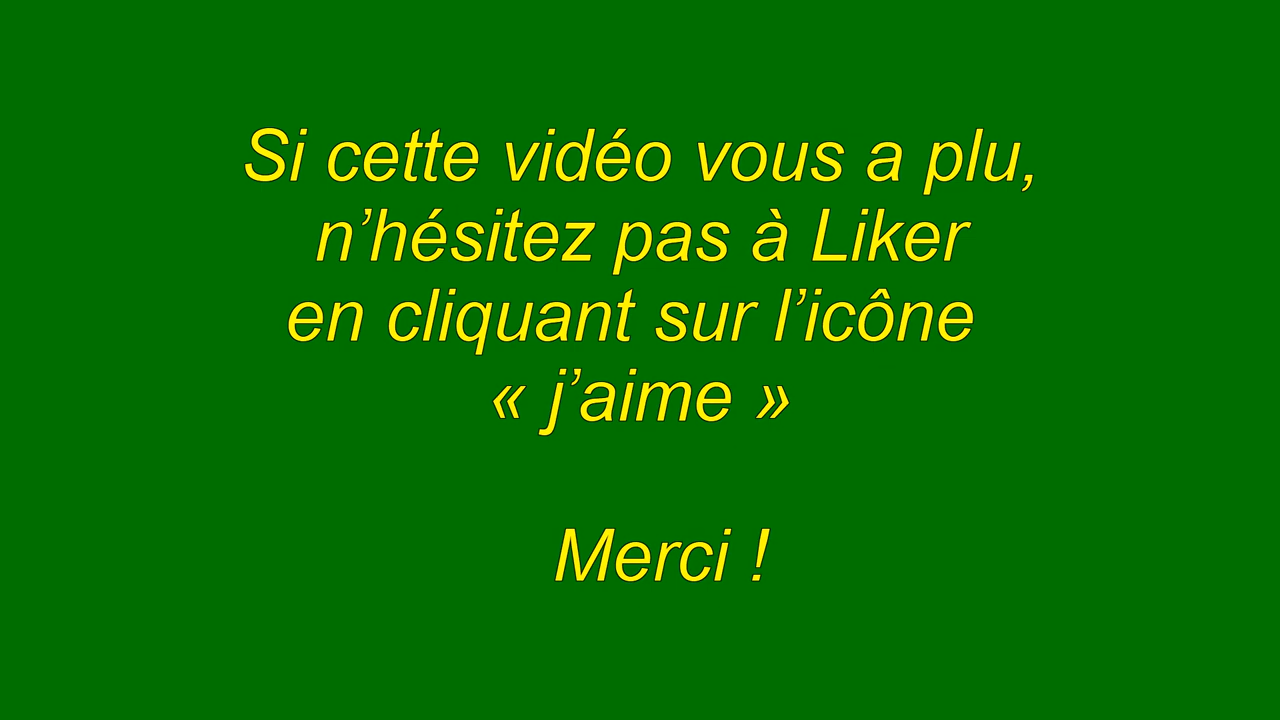 Si cette vidéo vous a plu,
n’hésitez pas à Liker
en cliquant sur l’icône
« j’aime »
Merci !